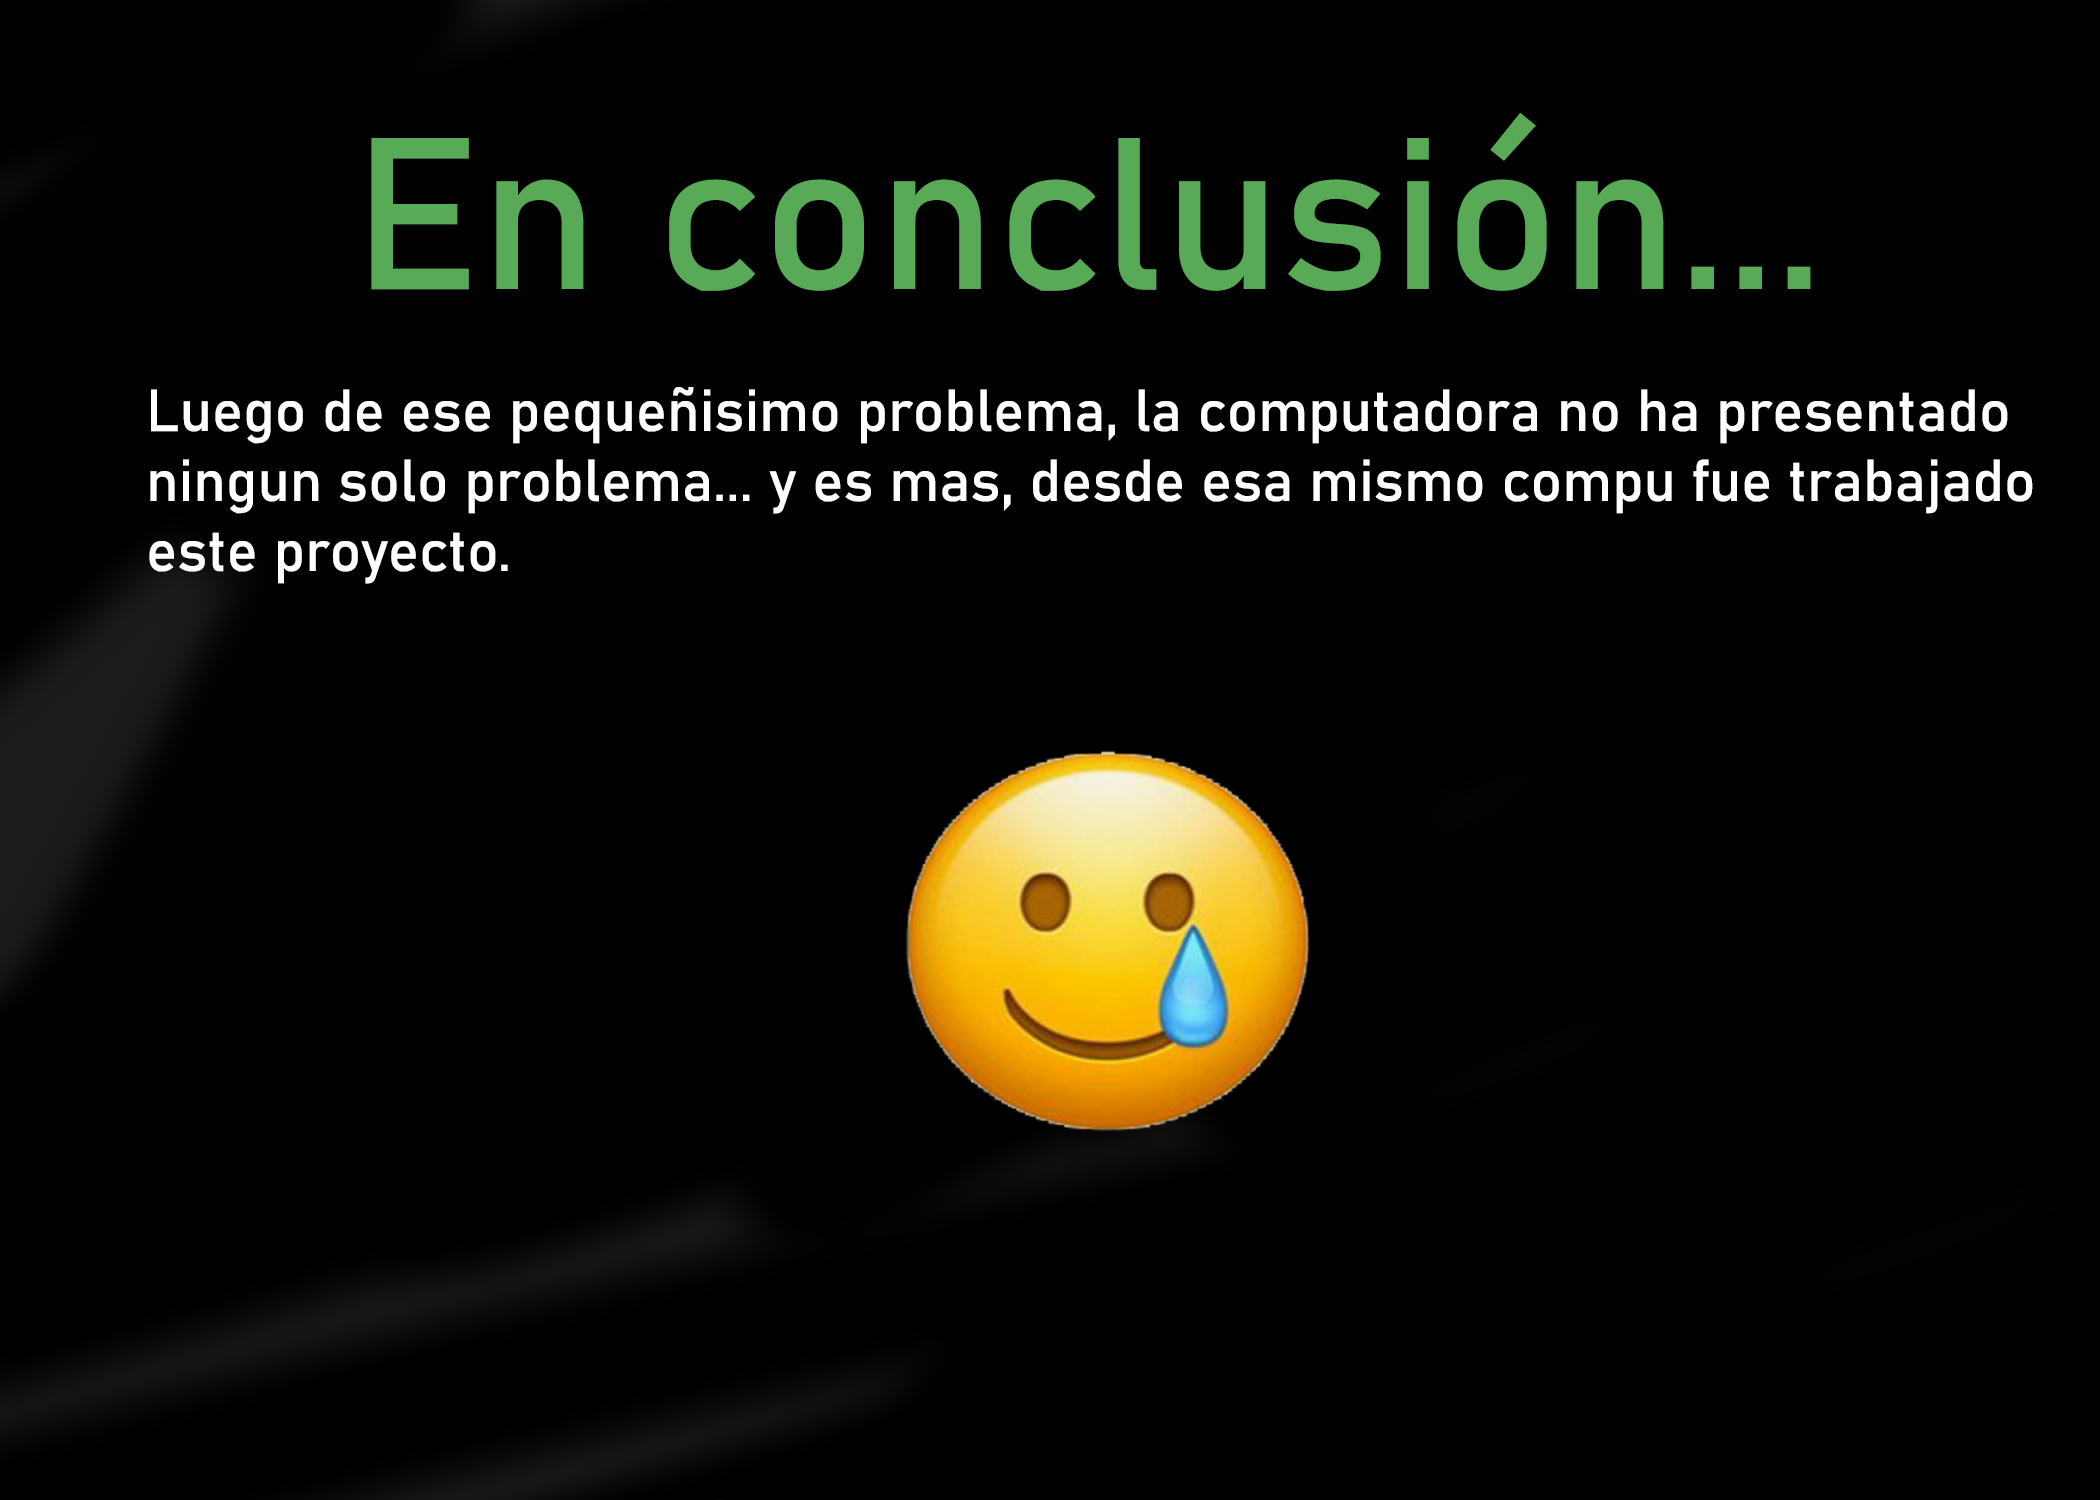 En conclusión...
Luego de ese pequeñisimo problema, la computadora no ha presentado
ningun solo problema... y es mas, desde esa mismo compu fue trabajado
este proyecto.